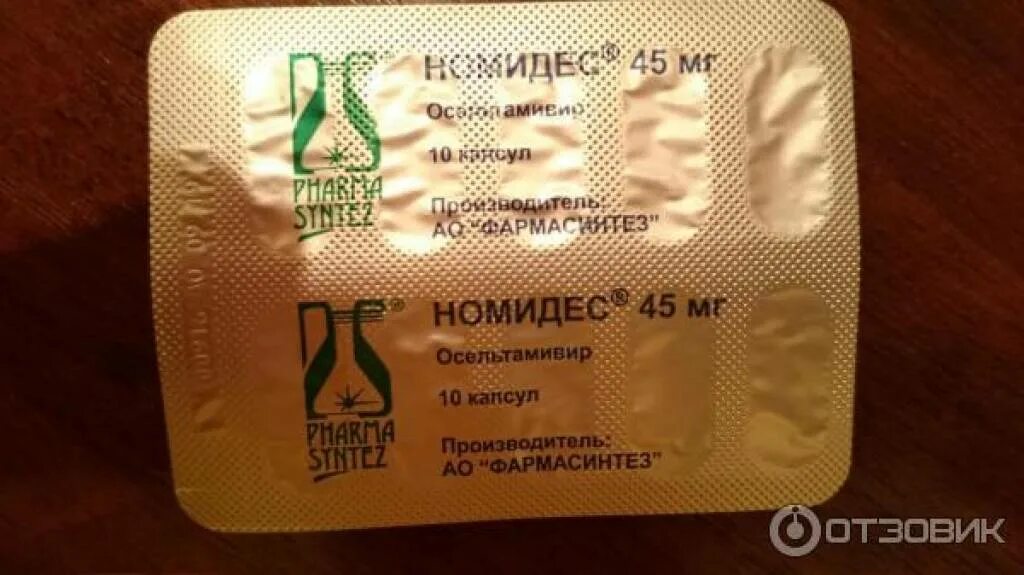 НОМИДЕС® 45 мг
Осельтамивир
10 капсул
Производитель:
АО "ФАРМАСИНТЕЗ"
PHARMA
SYNTEZ
НОМИДЕС® 45 мг
Осельтамивир
10 капсул
Производитель:
АО "ФАРМАСИНТЕЗ"
®
PHARMA
SYNTEZ
ОТЗОВИК